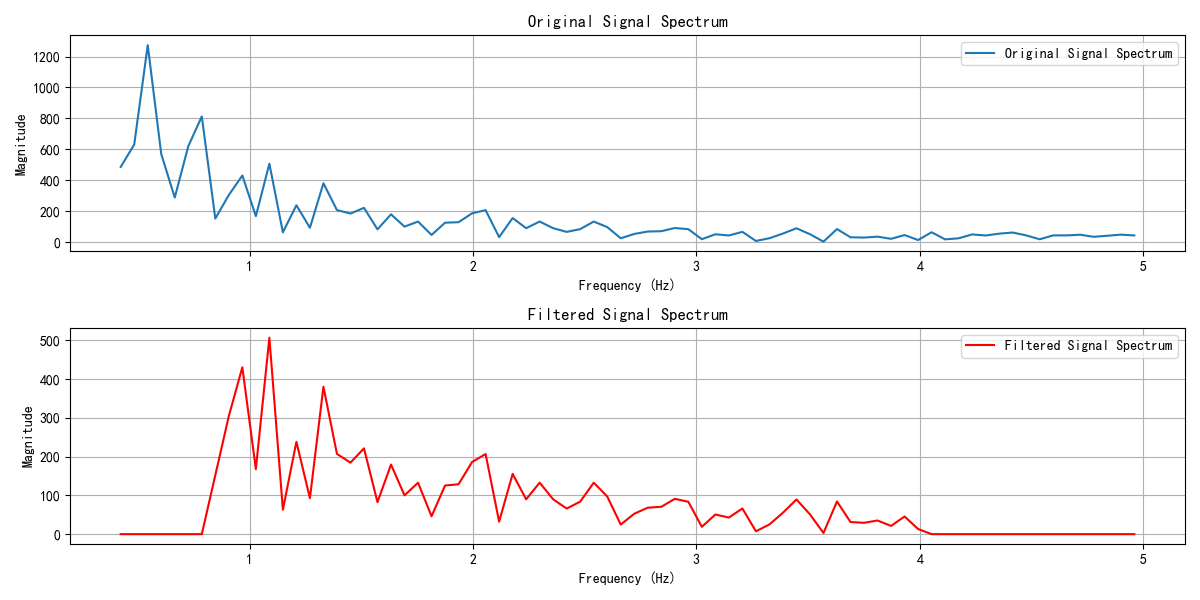 Original Signal Spectrum
Original Signal Spectrum
1200
1000
800
600
400
200
0
Magnitude
1 2 3 4 5
Frequency (Hz)
Filtered Signal Spectrum
Filtered Signal Spectrum
500
400
300
200
100
0
Magnitude
1 2 3 4 5
Frequency (Hz)